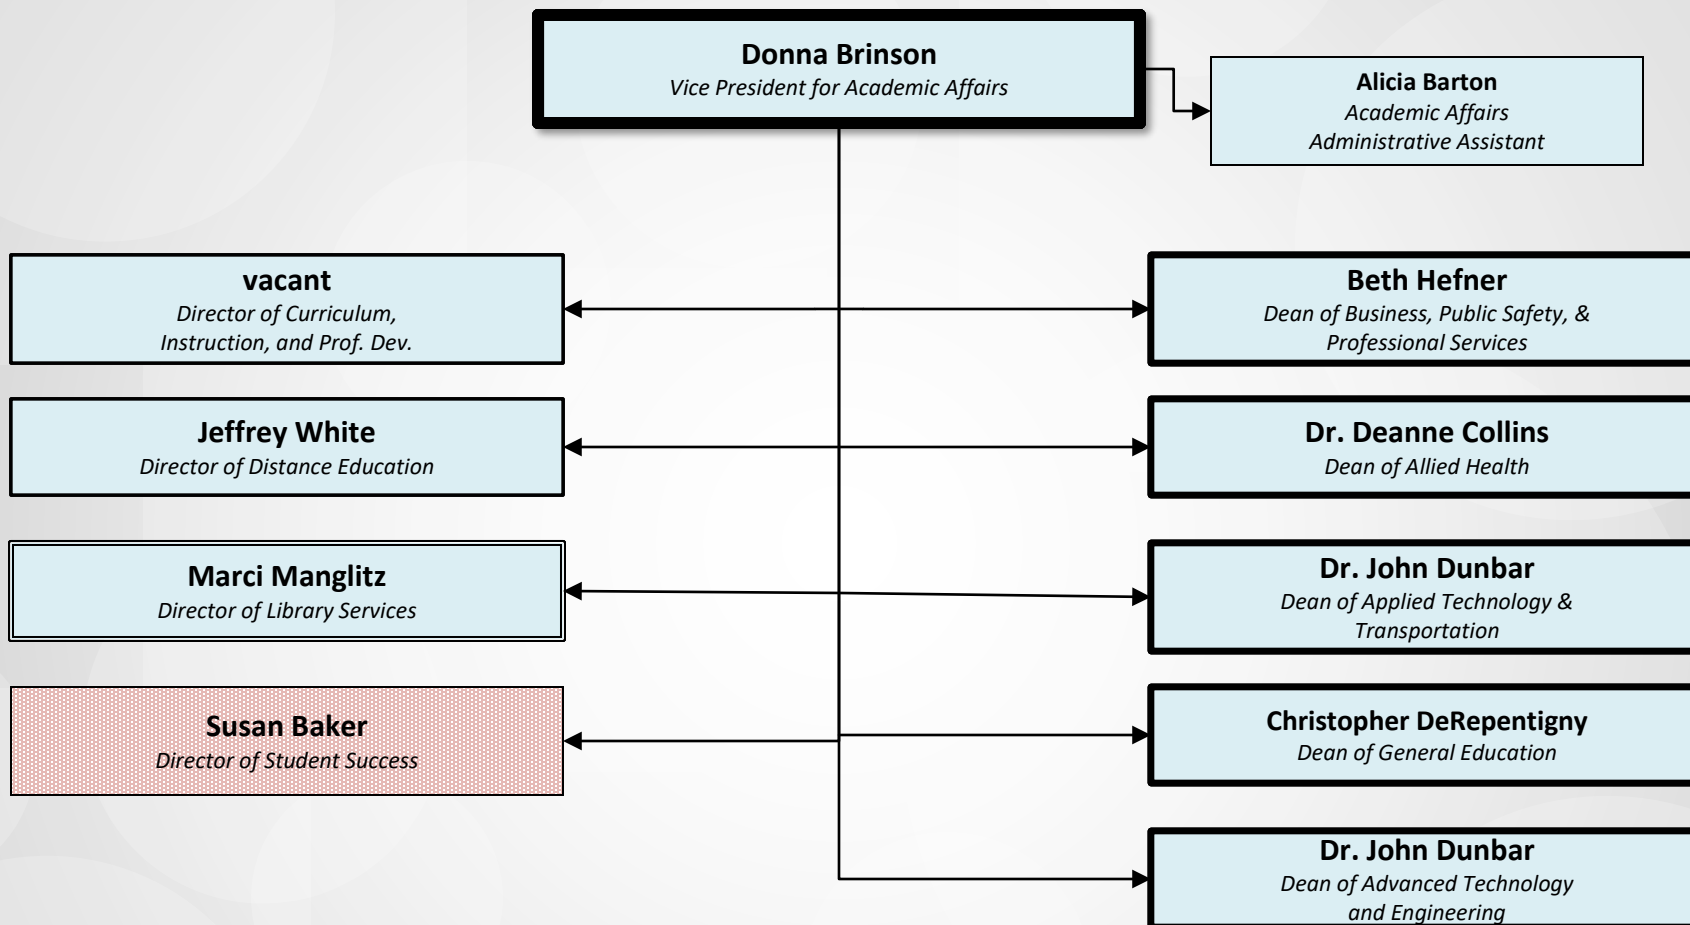 Donna Brinson
Vice President for Academic Affairs
Alicia Barton
Academic Affairs
Administrative Assistant
vacant
Director of Curriculum,
Instruction, and Prof. Dev.
Beth Hefner
Dean of Business, Public Safety, &
Professional Services
Jeffrey White
Director of Distance Education
Dr. Deanne Collins
Dean of Allied Health
Marci Manglitz
Director of Library Services
Dr. John Dunbar
Dean of Applied Technology &
Transportation
Susan Baker
Director of Student Success
Christopher DeRepentigny
Dean of General Education
Dr. John Dunbar
Dean of Advanced Technology
and Engineering